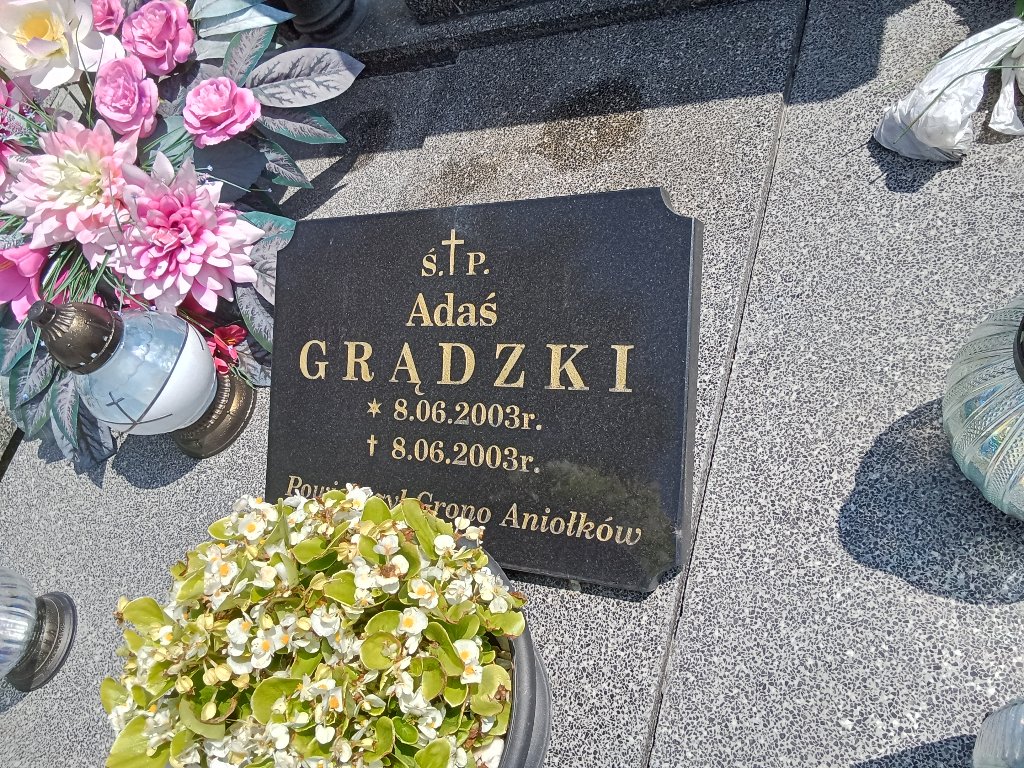 Ś.†P.
Adaś
GRĄDZKI
✶ 8.06.2003r.
† 8.06.2003r.
Grono Aniołków